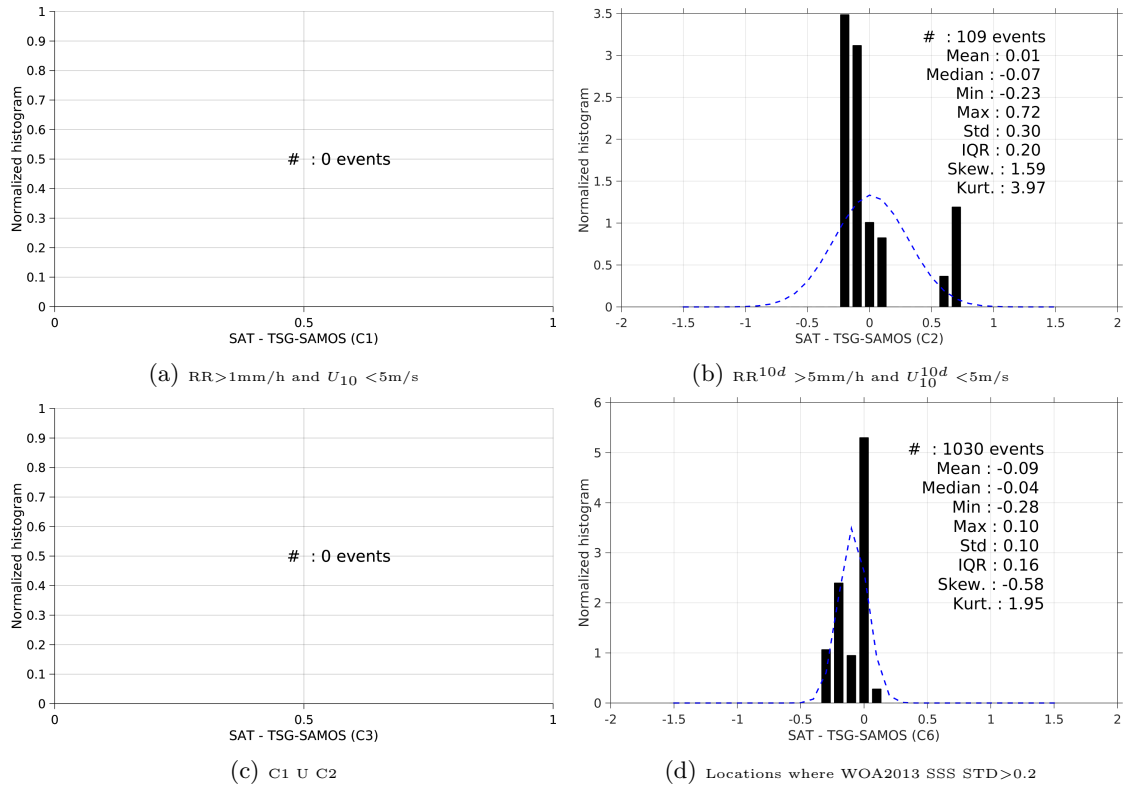 1
0.9
0.8
0.7
0.6
0.5
0.4
0.3
0.2
0.1
0
Normalized histogram
# : 0 events
0 0.5 1
SAT - TSG-SAMOS (C1)
(a) RR>1mm/h and U10 <5m/s
3.5
3
2.5
2
1.5
1
0.5
0
Normalized histogram
# : 109 events
Mean : 0.01
Median : -0.07
Min : -0.23
Max : 0.72
Std : 0.30
IQR : 0.20
Skew. : 1.59
Kurt. : 3.97
-2 -1.5 -1 -0.5 0 0.5 1 1.5 2
SAT - TSG-SAMOS (C2)
(b) RR^10d >5mm/h and U10^10d <5m/s
1
0.9
0.8
0.7
0.6
0.5
0.4
0.3
0.2
0.1
0
Normalized histogram
# : 0 events
0 0.5 1
SAT - TSG-SAMOS (C3)
(c) C1 U C2
6
5
4
3
2
1
0
Normalized histogram
# : 1030 events
Mean : -0.09
Median : -0.04
Min : -0.28
Max : 0.10
Std : 0.10
IQR : 0.16
Skew. : -0.58
Kurt. : 1.95
-2 -1.5 -1 -0.5 0 0.5 1 1.5 2
SAT - TSG-SAMOS (C6)
(d) Locations where WOA2013 SSS STD>0.2